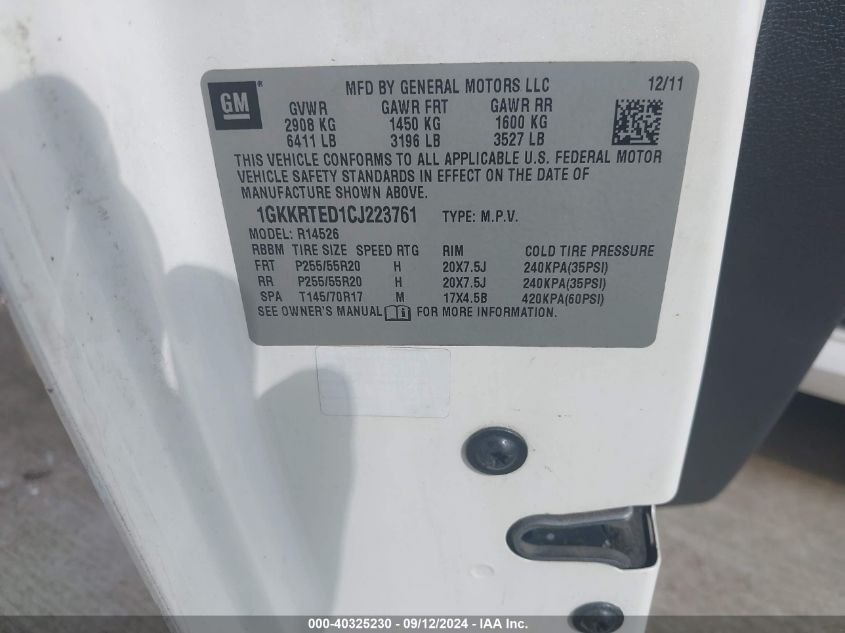 GM ® MFD BY GENERAL MOTORS LLC 12/11
GVWR GAWR FRT GAWR RR
2908 KG 1450 KG 1600 KG
6411 LB 3196 LB 3527 LB
THIS VEHICLE CONFORMS TO ALL APPLICABLE U.S. FEDERAL MOTOR
VEHICLE SAFETY STANDARDS IN EFFECT ON THE DATE OF
MANUFACTURE SHOWN ABOVE.
1GKKRTED1CJ223761 TYPE: M.P.V.
MODEL: R14526
RBBM TIRE SIZE SPEED RTG RIM COLD TIRE PRESSURE
FRT P255/55R20 H 20X7.5J 240KPA(35PSI)
RR P255/55R20 H 20X7.5J 240KPA(35PSI)
SPA T145/70R17 M 17X4.5B 420KPA(60PSI)
SEE OWNER'S MANUAL FOR MORE INFORMATION.
000-40325230 - 09/12/2024 - IAA Inc.